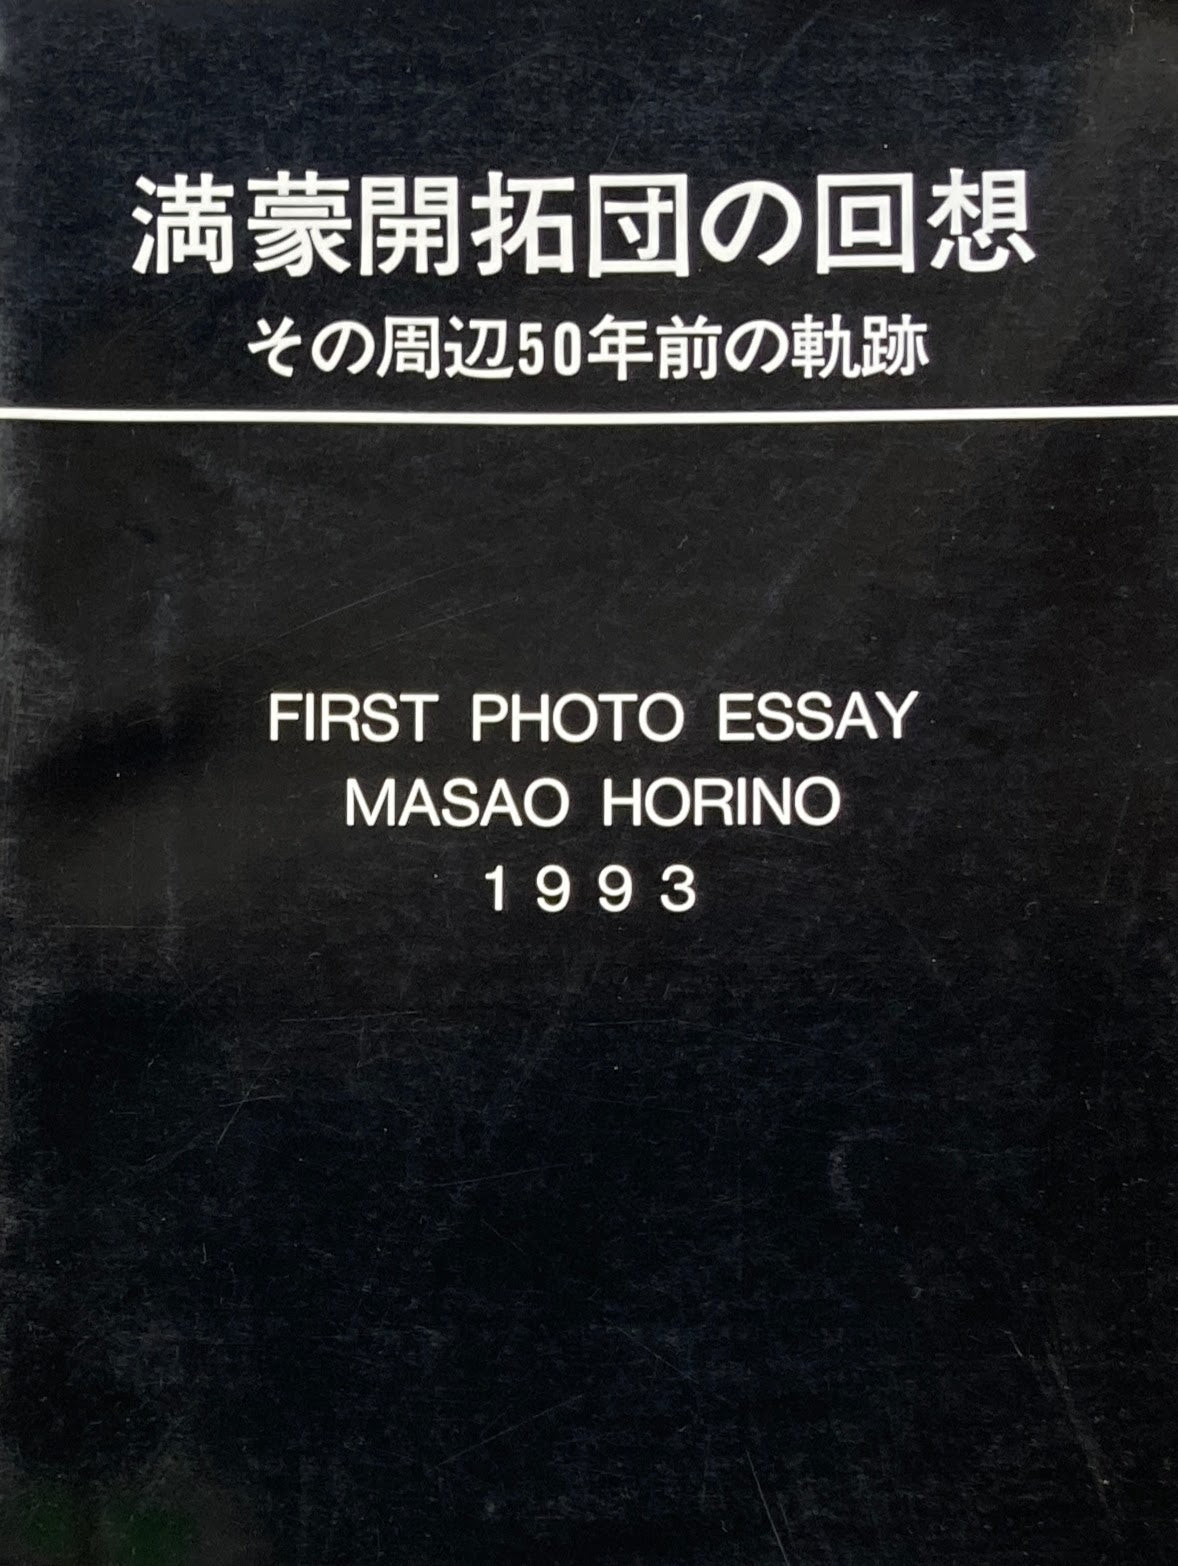 満蒙開拓団の回想
その周辺50年前の軌跡
FIRST PHOTO ESSAY
MASAO HORINO
1993